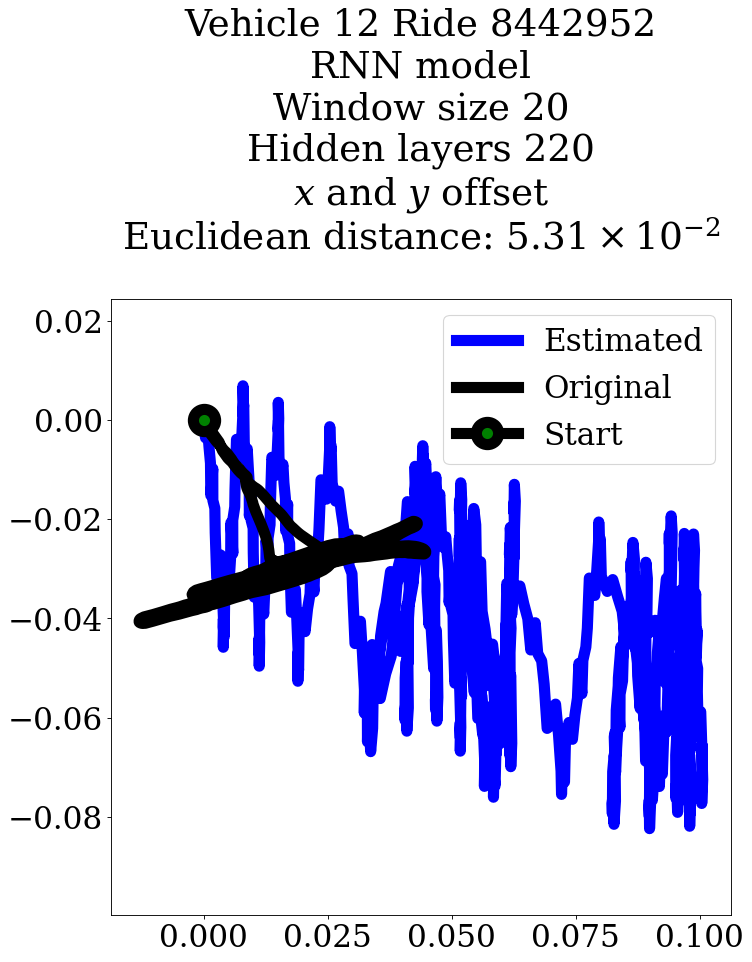 Vehicle 12 Ride 8442952
RNN model
Window size 20
Hidden layers 220
x and y offset
Euclidean distance: 5.31 × 10⁻²
Estimated
Original
Start
0.02
0.00
−0.02
−0.04
−0.06
−0.08
0.000 0.025 0.050 0.075 0.100